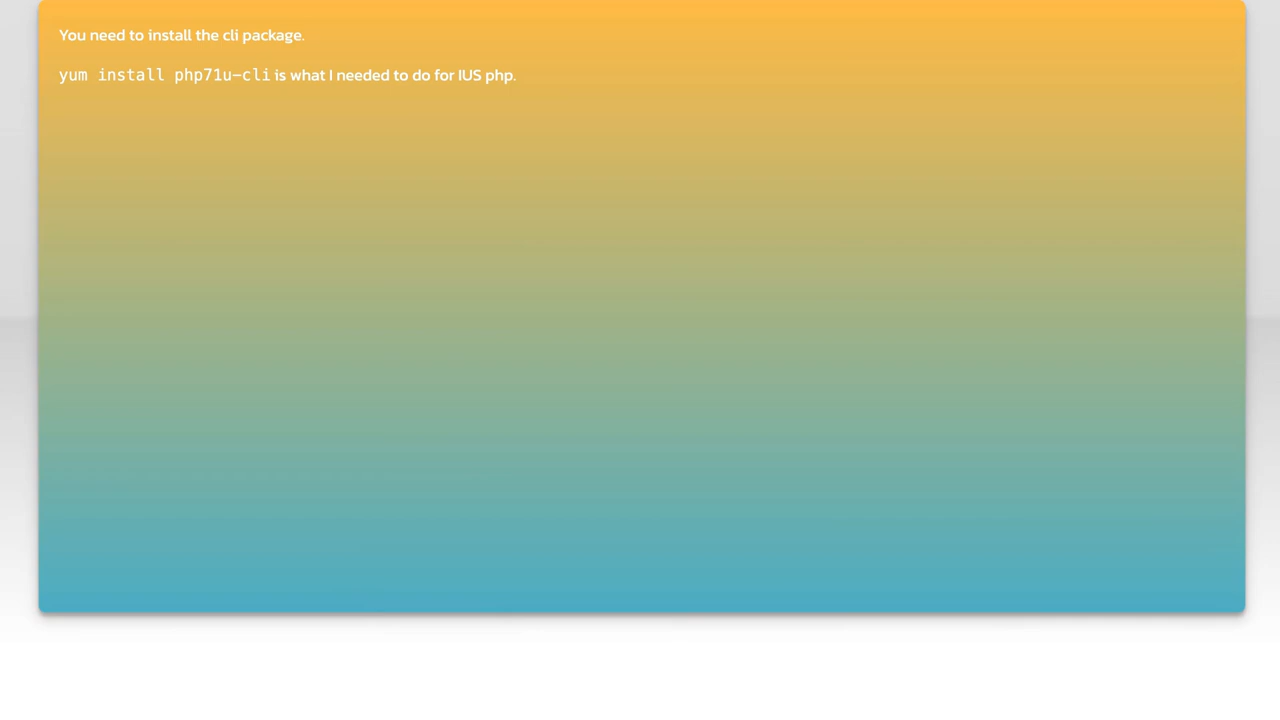 You need to install the cli package.
yum install php71u-cli is what I needed to do for IUS php.